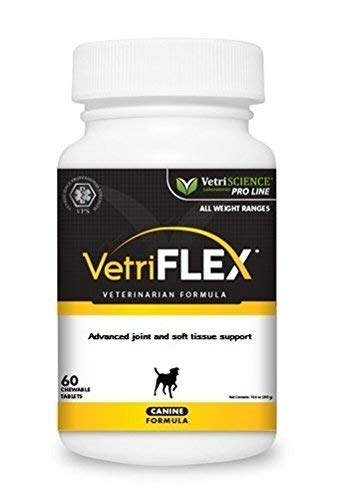 VetriSCIENCE
Laboratories
PRO LINE
VPS
ALL WEIGHT RANGES
VetriFLEX®
VETERINARIAN FORMULA
Advanced joint and soft tissue support
60
CHEWABLE
TABLETS
CANINE
FORMULA